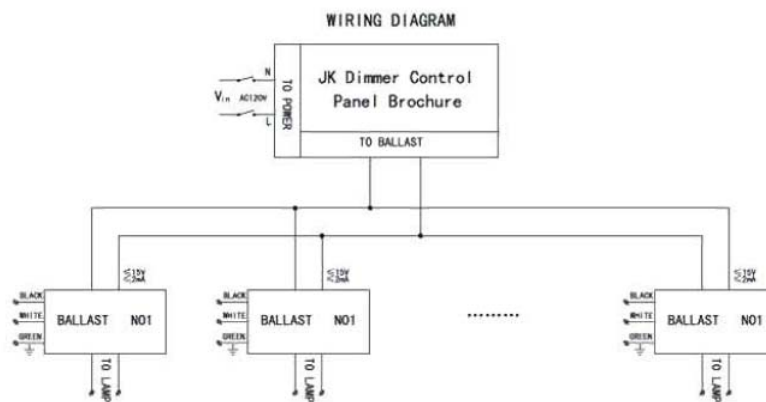 WIRING DIAGRAM
JK Dimmer Control
Panel Brochure
TO POWER
N
Vin AC120V
L
TO BALLAST
≤15V
≤2mA
BLACK
WHITE
GREEN
BALLAST NO1
TO LAMP
≤15V
≤2mA
BLACK
WHITE
GREEN
BALLAST NO1
TO LAMP
.........
≤15V
≤2mA
BLACK
WHITE
GREEN
BALLAST NO1
TO LAMP